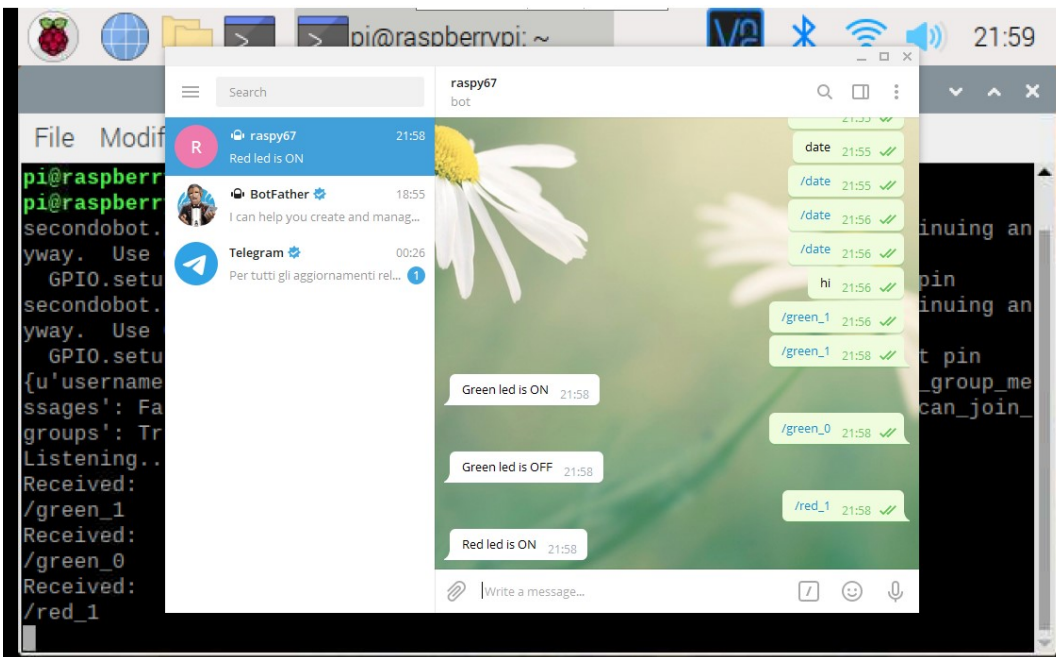 pi@raspberrypi: ~
21:59
File Modif
pi@raspberr
pi@raspberr
secondobot.
inuing an
yway. Use
GPIO.setu
pin
secondobot.
inuing an
yway. Use
GPIO.setu
t pin
{u'username
_group_me
ssages': Fa
can_join_
groups': Tr
Listening..
Received:
/green_1
Received:
/green_0
Received:
/red_1
Search
R
raspy67 21:58
Red led is ON
BotFather 18:55
I can help you create and manag...
Telegram 00:26
Per tutti gli aggiornamenti rel... 1
raspy67
bot
21:55
date 21:55
/date 21:55
/date 21:56
/date 21:56
hi 21:56
/green_1 21:56
/green_1 21:58
Green led is ON 21:58
/green_0 21:58
Green led is OFF 21:58
/red_1 21:58
Red led is ON 21:58
Write a message...